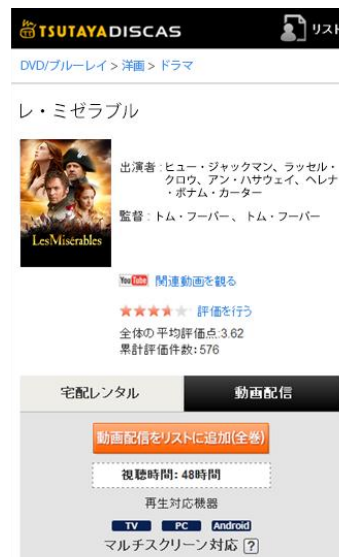 TSUTAYA DISCAS
リスト
DVD/ブルーレイ > 洋画 > ドラマ
レ・ミゼラブル
出演者 : ヒュー・ジャックマン、ラッセル・
クロウ、アン・ハサウェイ、ヘレナ
・ボナム・カーター
監督 : トム・フーパー、トム・フーパー
LesMisérables
YouTube 関連動画を観る
★★★★★ 評価を行う
全体の平均評価点:3.62
累計評価件数:576
宅配レンタル
動画配信
動画配信をリストに追加(全巻)
視聴時間: 48時間
再生対応機器
TV PC Android
マルチスクリーン対応 ?